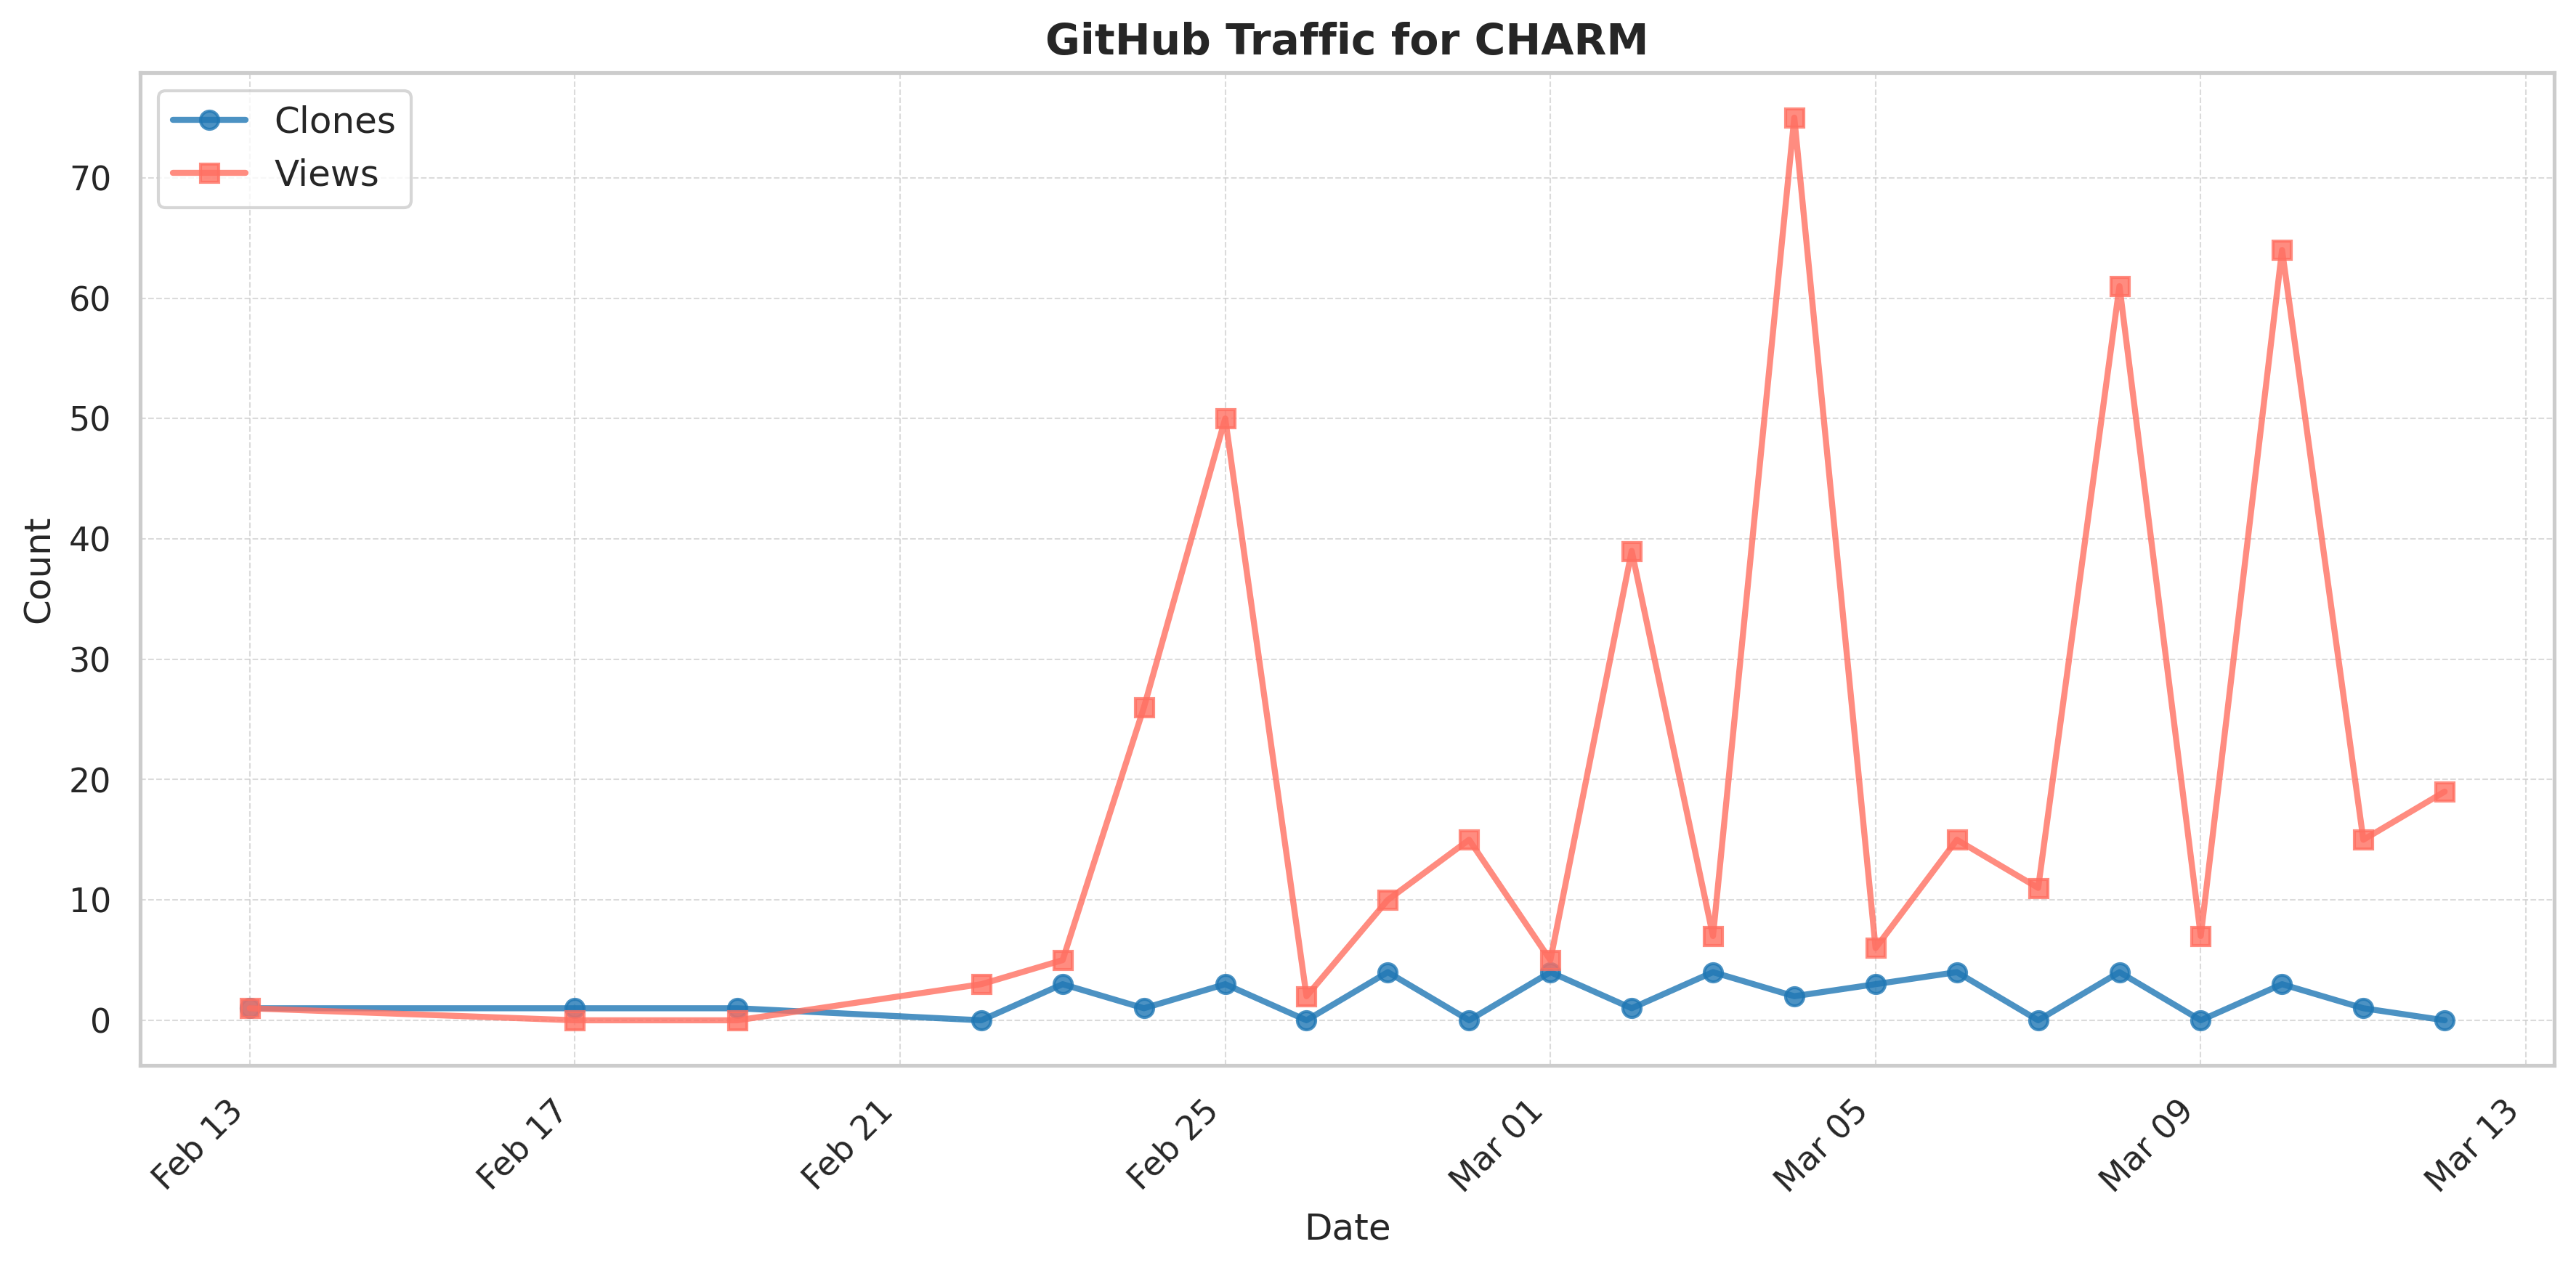 GitHub Traffic for CHARM
Clones
Views
70
60
50
40
30
20
10
0
Count
Feb 13
Feb 17
Feb 21
Feb 25
Mar 01
Mar 05
Mar 09
Mar 13
Date